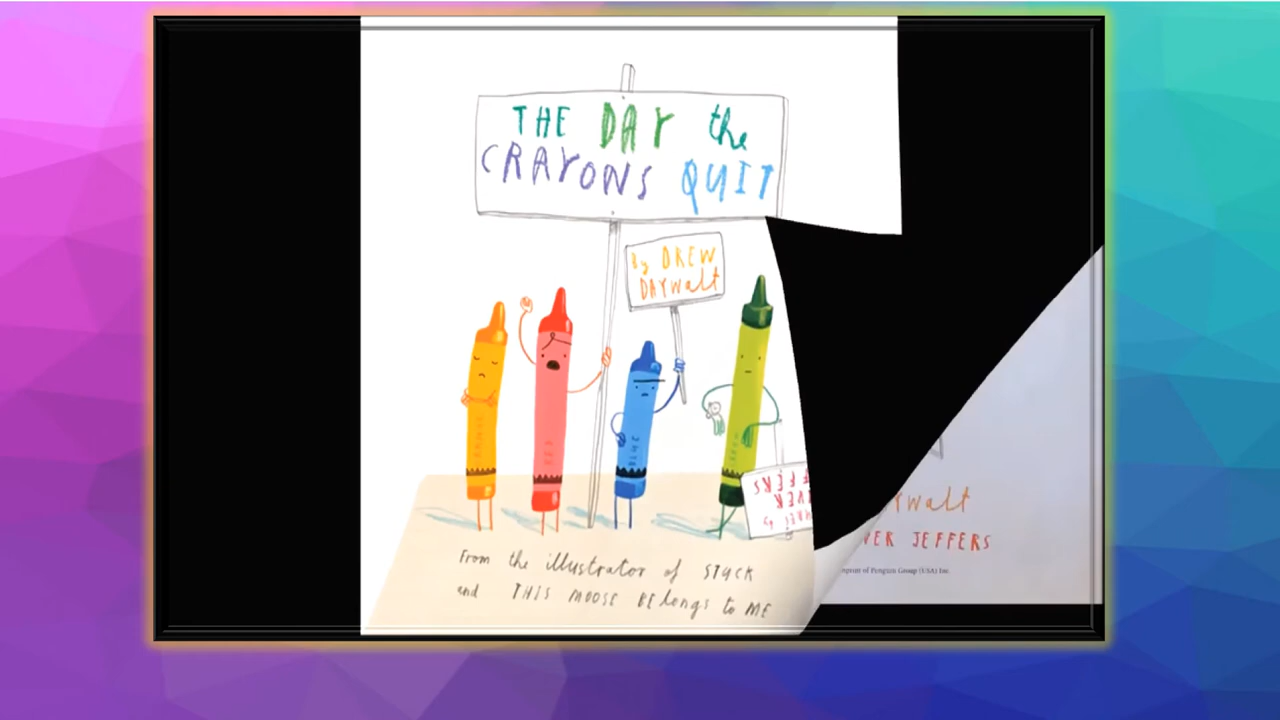 THE DAY the
CRAYONS QUIT
By DREW
DAYWalt
From the illustrator of STUCK
and THIS MOOSE BElongs to ME
VER JEFFERS
mprint of Penguin Group (USA) Inc.